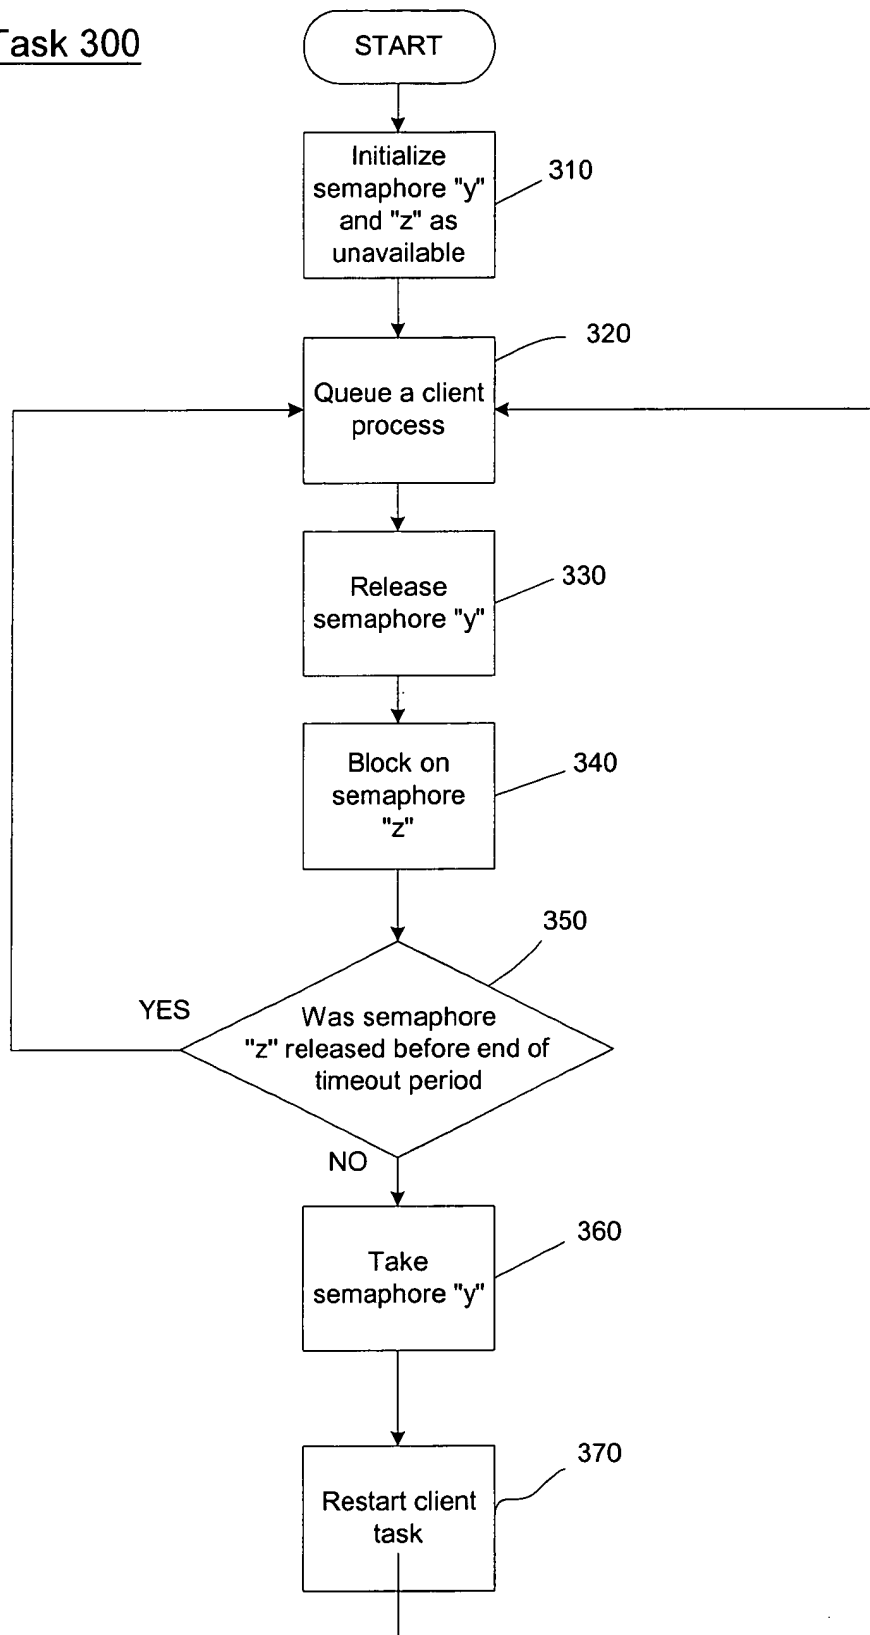 Task 300
START
Initialize
semaphore "y"
and "z" as
unavailable
310
320
Queue a client
process
330
Release
semaphore "y"
340
Block on
semaphore
"z"
350
YES
Was semaphore
"z" released before end of
timeout period
NO
360
Take
semaphore "y"
370
Restart client
task